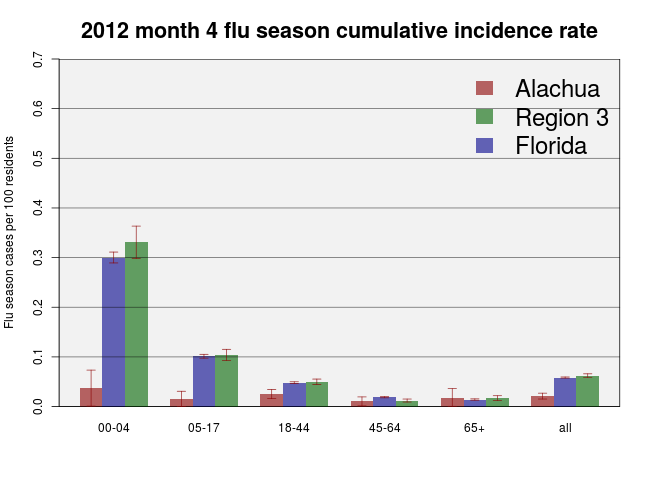 2012 month 4 flu season cumulative incidence rate
Flu season cases per 100 residents
0.7
0.6
0.5
0.4
0.3
0.2
0.1
0.0
Alachua
Region 3
Florida
00-04 05-17 18-44 45-64 65+ all